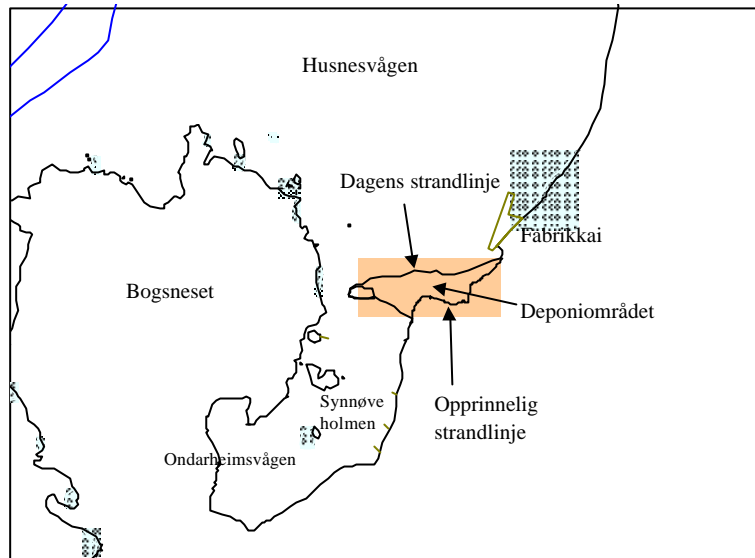 Husnesvågen
Dagens strandlinje
Fabrikkai
Bogsneset
Deponiområdet
Synnøve
holmen
Opprinnelig
strandlinje
Ondarheimsvågen